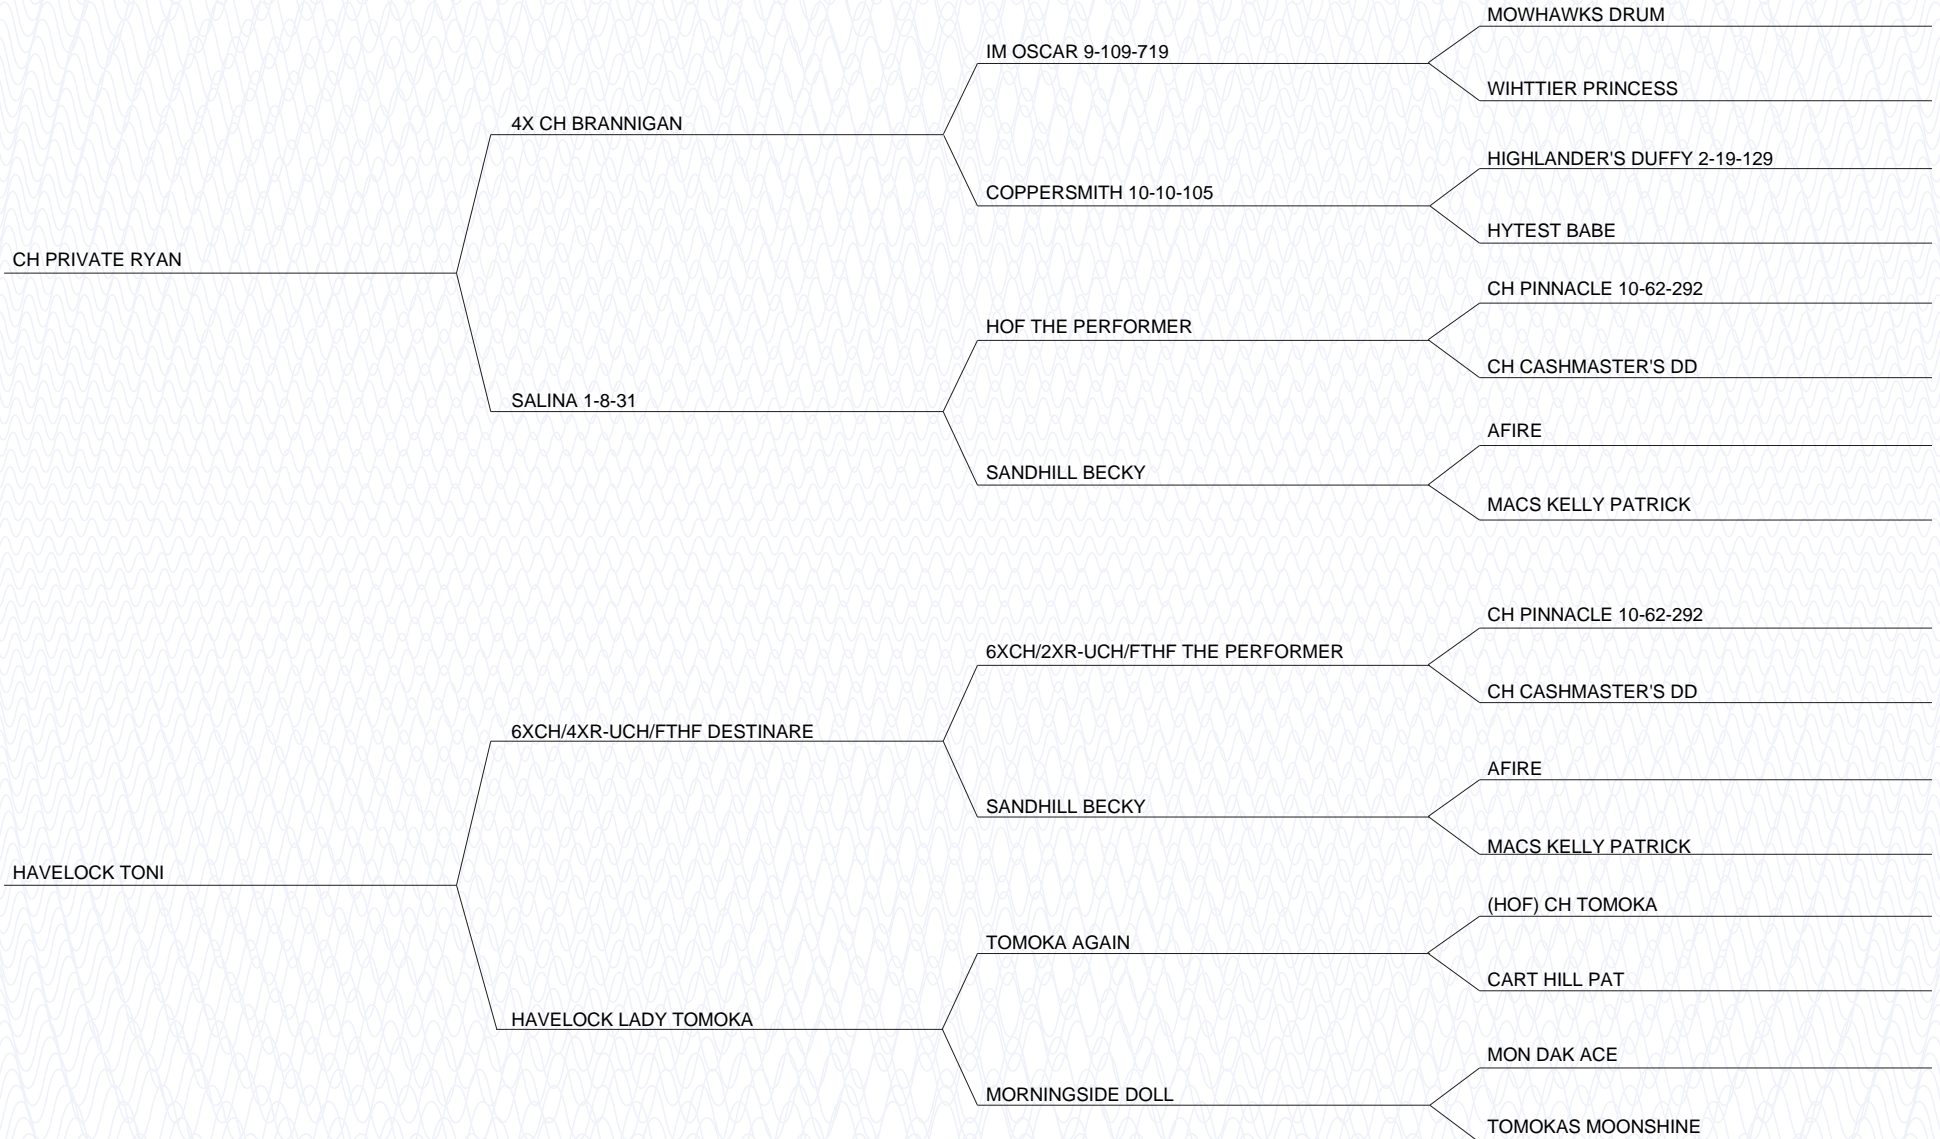 MOWHAWKS DRUM
IM OSCAR 9-109-719
WIHTTIER PRINCESS
4X CH BRANNIGAN
HIGHLANDER'S DUFFY 2-19-129
COPPERSMITH 10-10-105
HYTEST BABE
CH PRIVATE RYAN
CH PINNACLE 10-62-292
HOF THE PERFORMER
CH CASHMASTER'S DD
SALINA 1-8-31
AFIRE
SANDHILL BECKY
MACS KELLY PATRICK
CH PINNACLE 10-62-292
6XCH/2XR-UCH/FTHF THE PERFORMER
CH CASHMASTER'S DD
6XCH/4XR-UCH/FTHF DESTINARE
AFIRE
SANDHILL BECKY
MACS KELLY PATRICK
HAVELOCK TONI
(HOF) CH TOMOKA
TOMOKA AGAIN
CART HILL PAT
HAVELOCK LADY TOMOKA
MON DAK ACE
MORNINGSIDE DOLL
TOMOKAS MOONSHINE